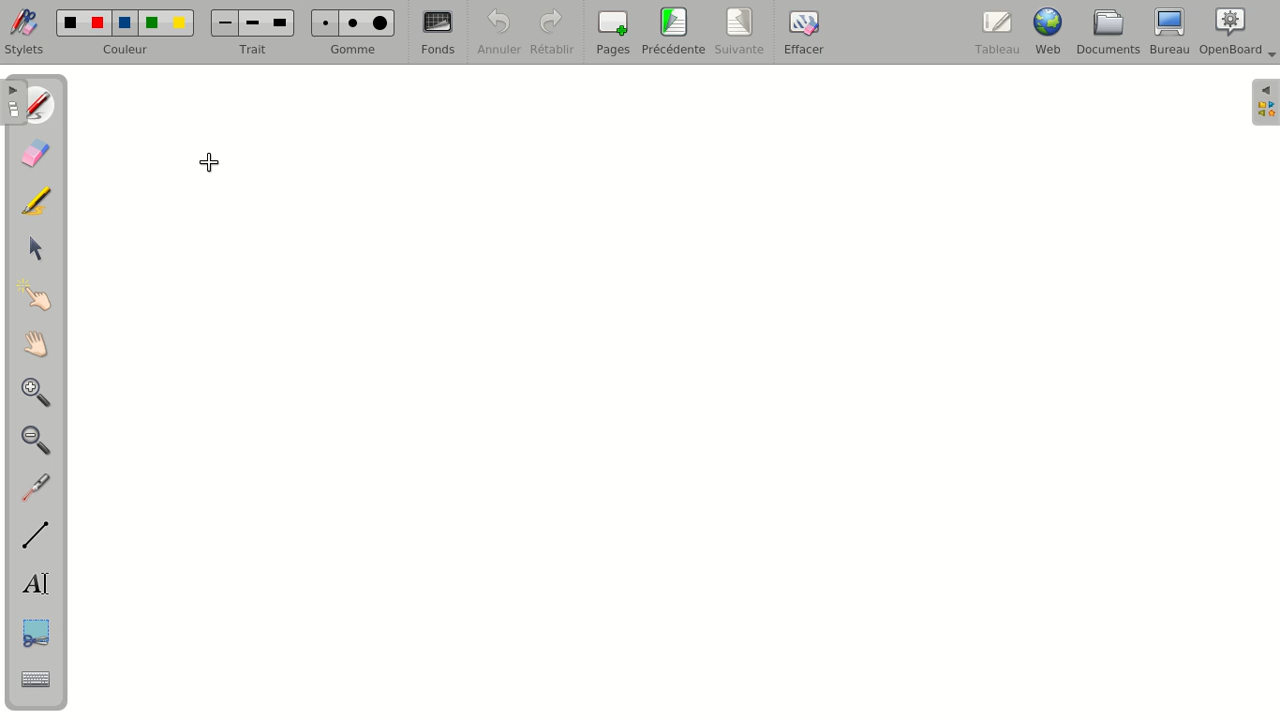 Stylets Couleur Trait Gomme Fonds Annuler Rétablir Pages Précédente Suivante Effacer Tableau Web Documents Bureau OpenBoard
A